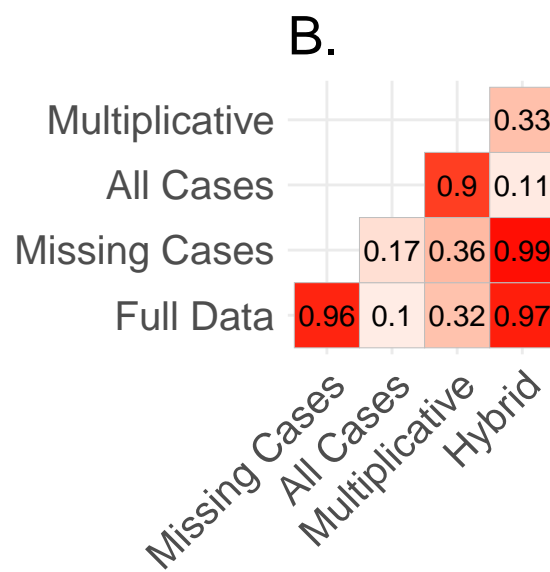 B.
Multiplicative 0.33
All Cases 0.9 0.11
Missing Cases 0.17 0.36 0.99
Full Data 0.96 0.1 0.32 0.97
Missing Cases
All Cases
Multiplicative
Hybrid